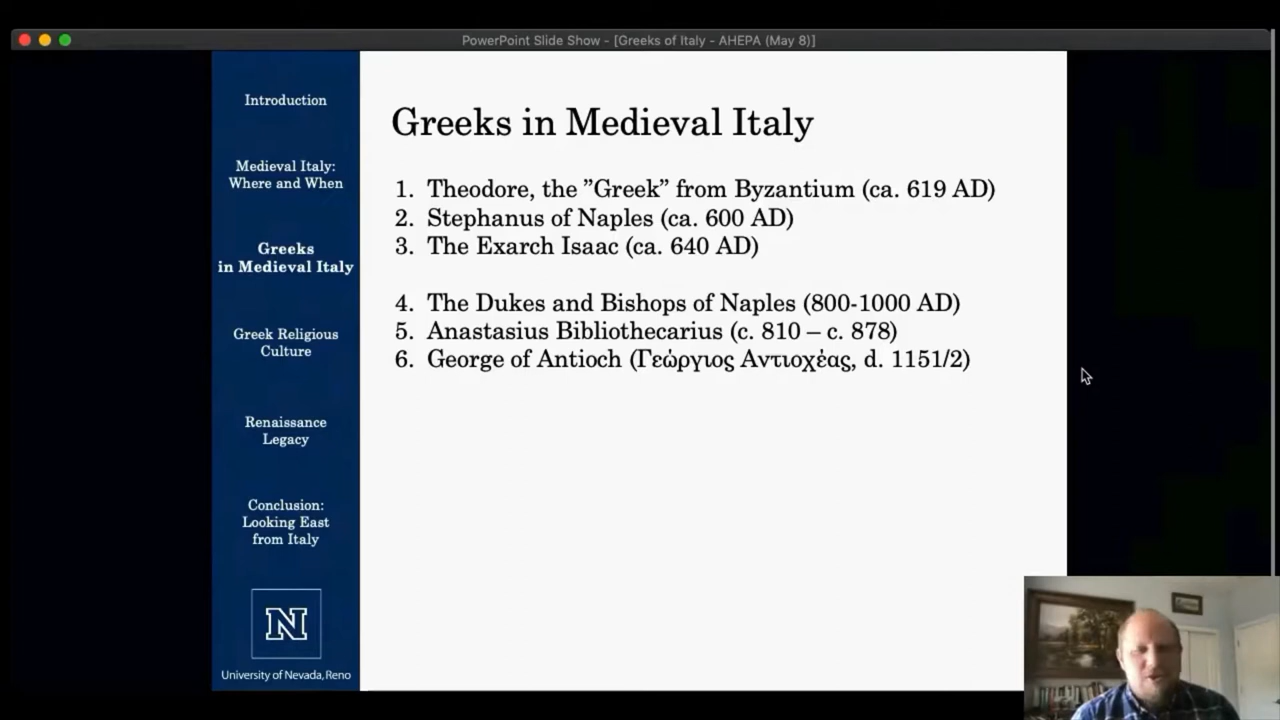 PowerPoint Slide Show - [Greeks of Italy - AHEPA (May 8)]
Introduction
Medieval Italy:
Where and When
Greeks
in Medieval Italy
Greek Religious
Culture
Renaissance
Legacy
Conclusion:
Looking East
from Italy
N
University of Nevada, Reno
Greeks in Medieval Italy
1. Theodore, the ”Greek” from Byzantium (ca. 619 AD)
2. Stephanus of Naples (ca. 600 AD)
3. The Exarch Isaac (ca. 640 AD)
4. The Dukes and Bishops of Naples (800-1000 AD)
5. Anastasius Bibliothecarius (c. 810 – c. 878)
6. George of Antioch (Γεώργιος Αντιοχέας, d. 1151/2)